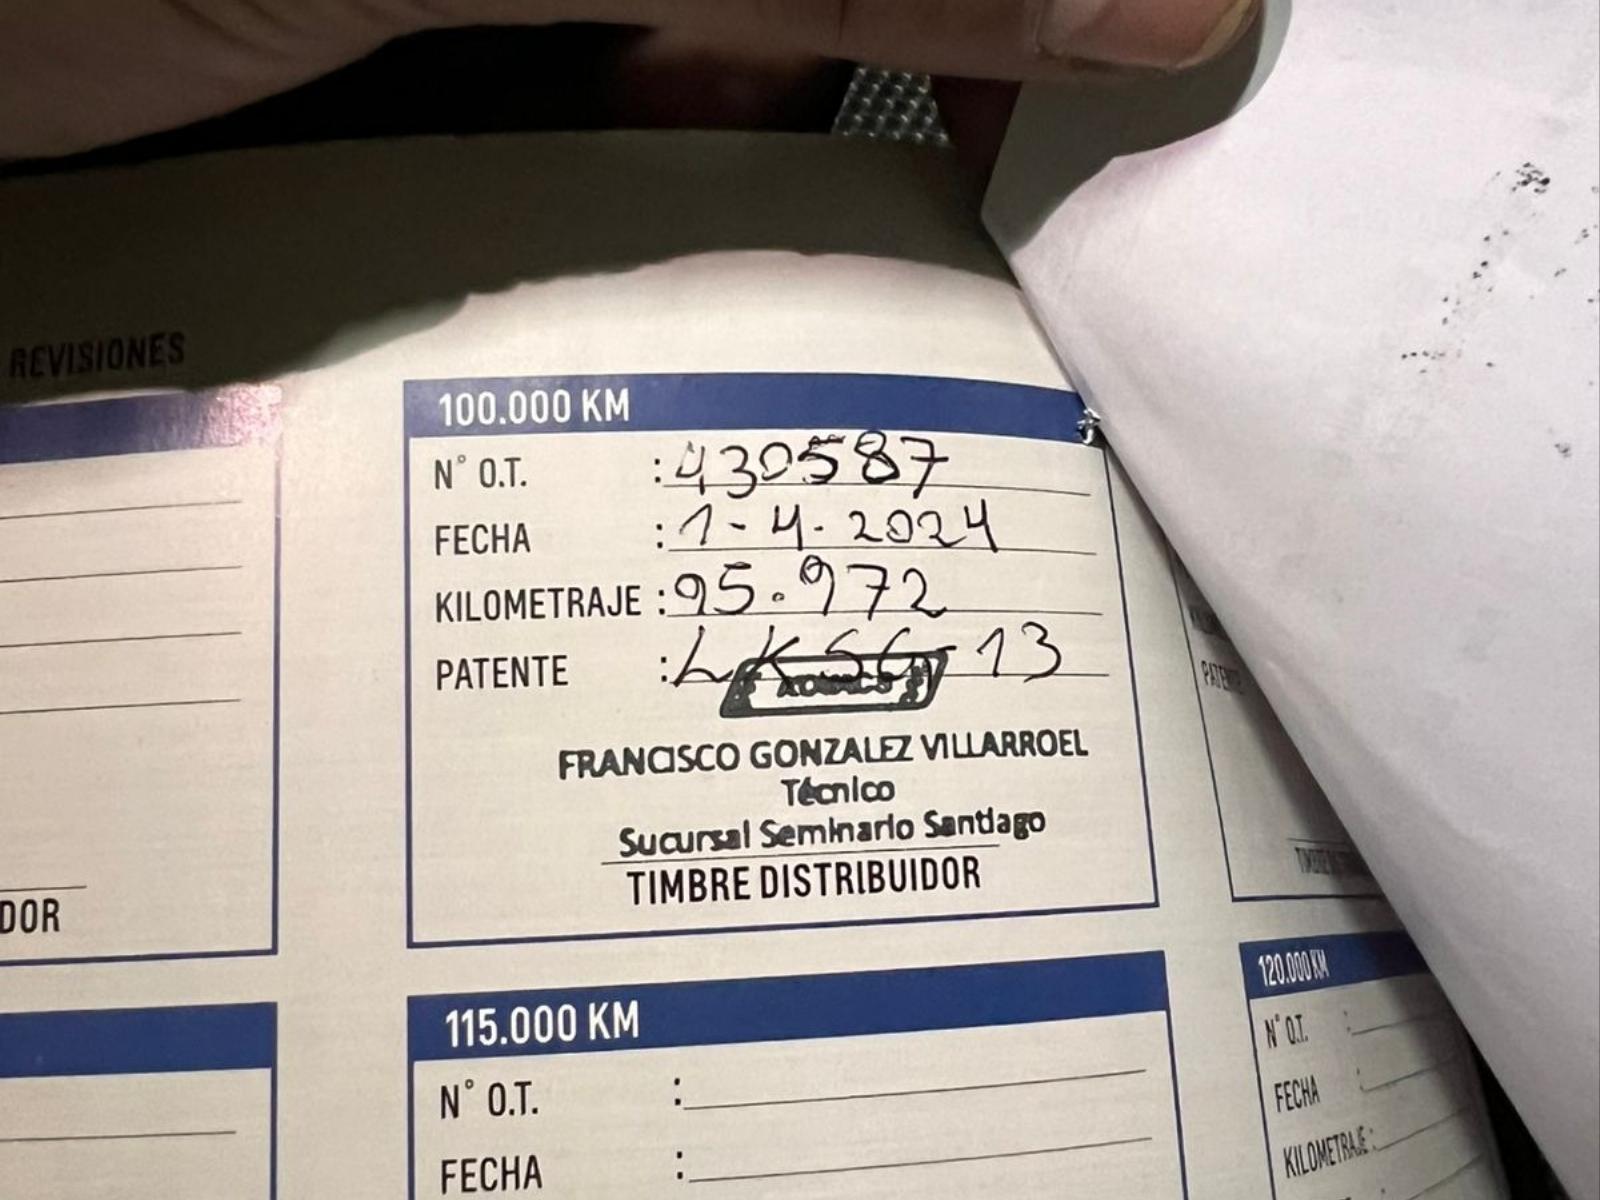 REVISIONES
100.000 KM
N° O.T. : 430587
FECHA : 1-4-2024
KILOMETRAJE : 95.972
PATENTE : LKSG-13
FRANCISCO GONZALEZ VILLARROEL
Técnico
Sucursal Seminario Santiago
TIMBRE DISTRIBUIDOR
DOR
115.000 KM
N° O.T. :
FECHA :
120.000 KM
N° O.T. :
FECHA :
KILOMETRAJE :